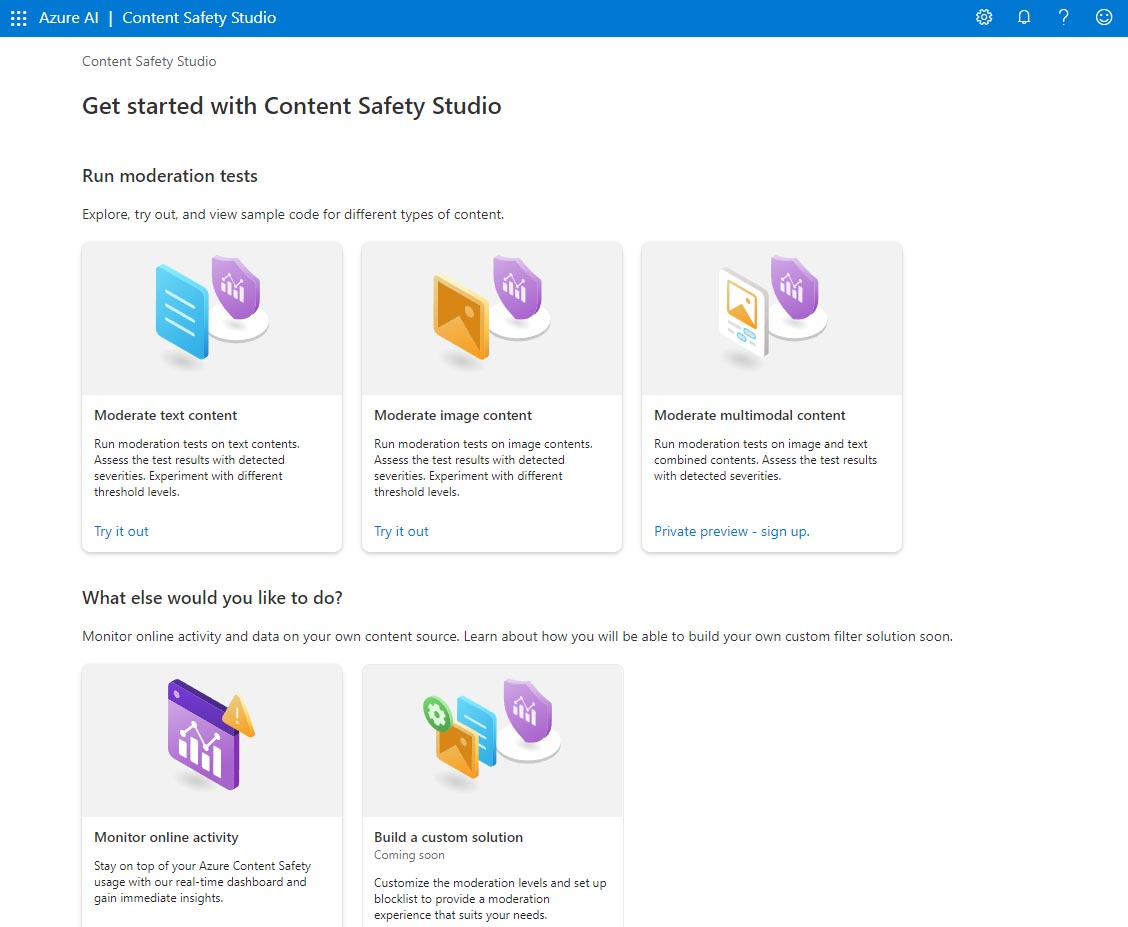 Azure AI | Content Safety Studio
Content Safety Studio
Get started with Content Safety Studio
Run moderation tests
Explore, try out, and view sample code for different types of content.
Moderate text content
Run moderation tests on text contents.
Assess the test results with detected
severities. Experiment with different
threshold levels.
Try it out
Moderate image content
Run moderation tests on image contents.
Assess the test results with detected
severities. Experiment with different
threshold levels.
Try it out
Moderate multimodal content
Run moderation tests on image and text
combined contents. Assess the test results
with detected severities.
Private preview - sign up.
What else would you like to do?
Monitor online activity and data on your own content source. Learn about how you will be able to build your own custom filter solution soon.
Monitor online activity
Stay on top of your Azure Content Safety
usage with our real-time dashboard and
gain immediate insights.
Build a custom solution
Coming soon
Customize the moderation levels and set up
blocklist to provide a moderation
experience that suits your needs.